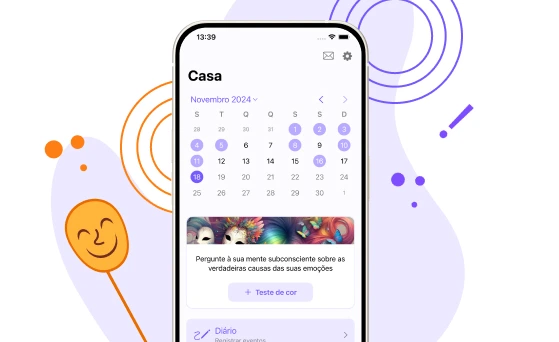 13:39
Casa
Novembro 2024
S T Q Q S S D
28 29 30 31 1 2 3
4 5 6 7 8 9 10
11 12 13 14 15 16 17
18 19 20 21 22 23 24
25 26 27 28 29 30 1
Pergunte à sua mente subconsciente sobre as
verdadeiras causas das suas emoções
+ Teste de cor
Diário
Registrar eventos